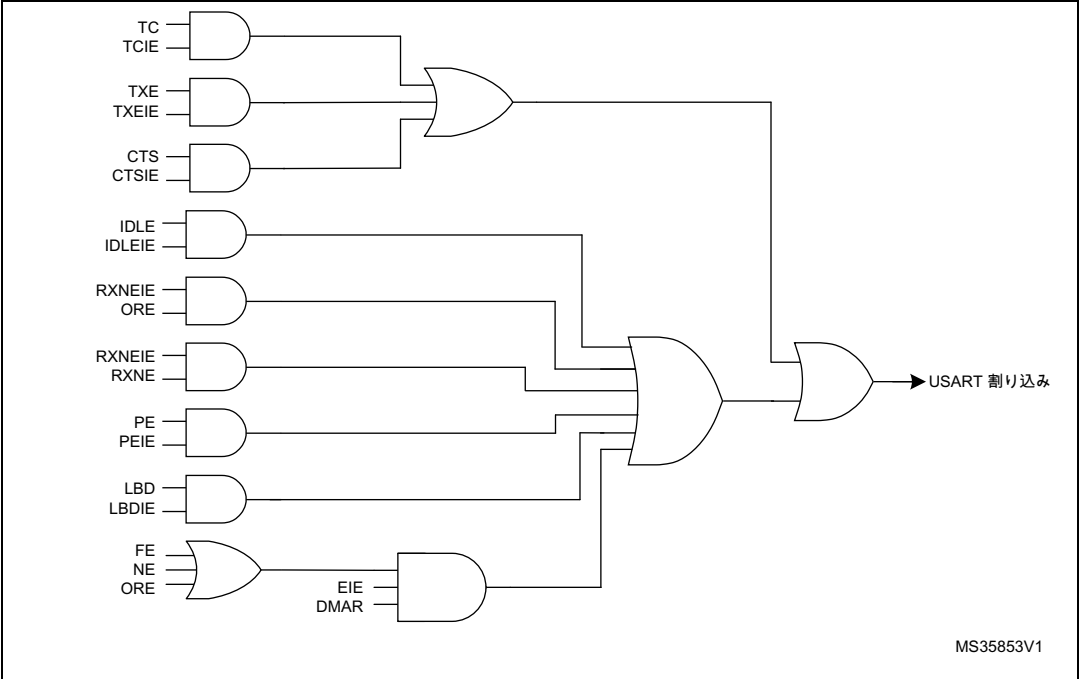 TC
TCIE
TXE
TXEIE
CTS
CTSIE
IDLE
IDLEIE
RXNEIE
ORE
RXNEIE
RXNE
PE
PEIE
LBD
LBDIE
FE
NE
ORE
EIE
DMAR
USART 割り込み
MS35853V1